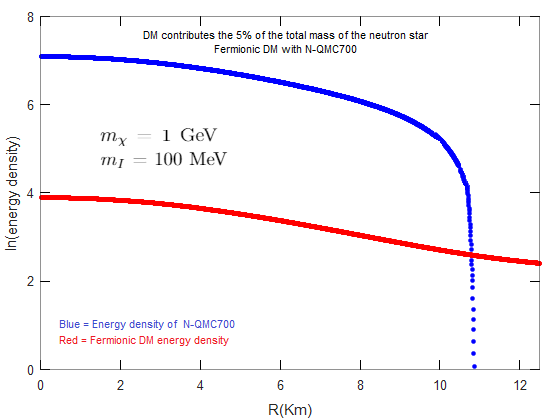 DM contributes the 5% of the total mass of the neutron star
Fermionic DM with N-QMC700
mχ = 1 GeV
mI = 100 MeV
ln(energy density)
8
6
4
2
0
Blue = Energy density of N-QMC700
Red = Fermionic DM energy density
0 2 4 6 8 10 12
R(Km)